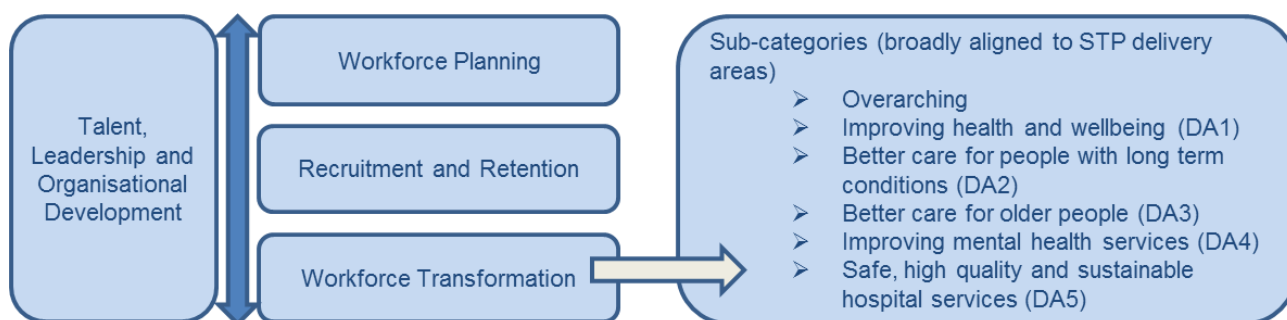 Talent,
Leadership and
Organisational
Development
Workforce Planning
Recruitment and Retention
Workforce Transformation
Sub-categories (broadly aligned to STP delivery
areas)
➢ Overarching
➢ Improving health and wellbeing (DA1)
➢ Better care for people with long term
conditions (DA2)
➢ Better care for older people (DA3)
➢ Improving mental health services (DA4)
➢ Safe, high quality and sustainable
hospital services (DA5)